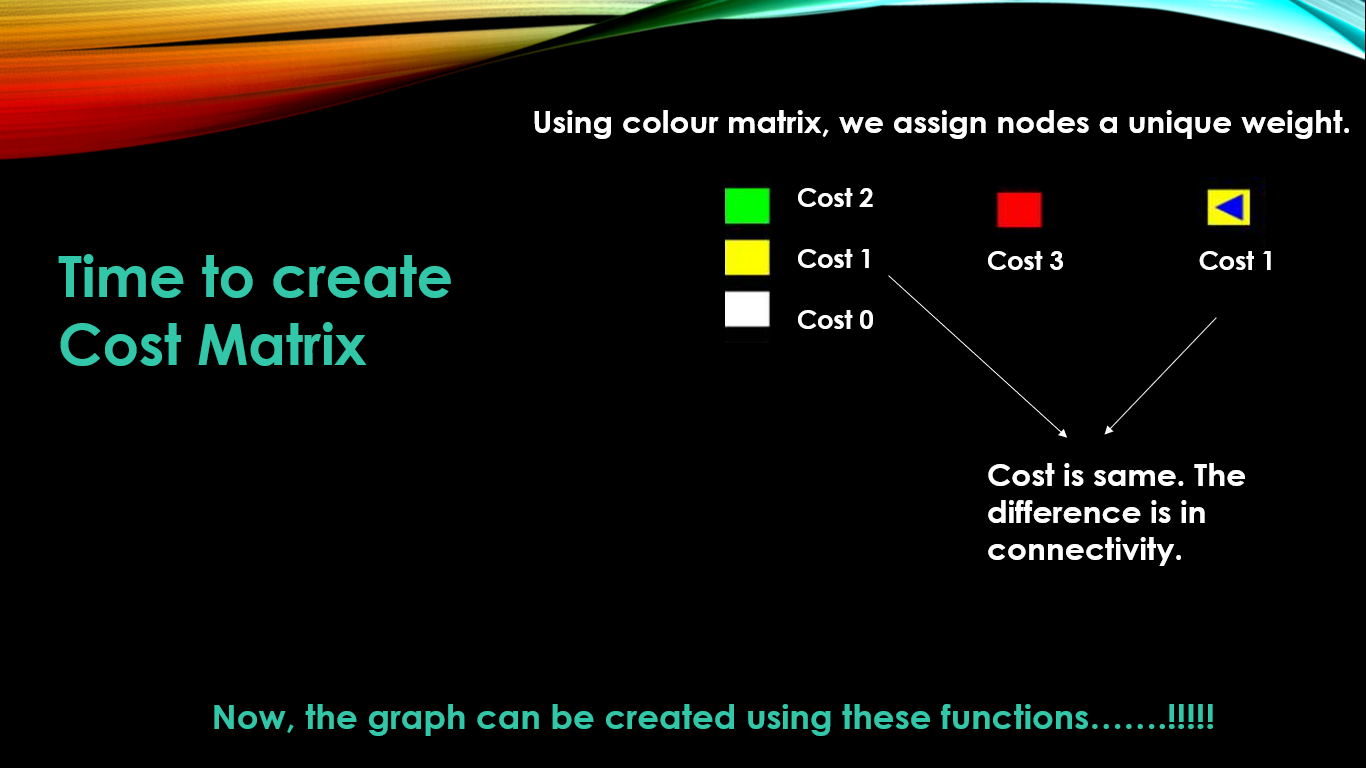 Using colour matrix, we assign nodes a unique weight.
Time to create
Cost Matrix
Cost 2
Cost 1
Cost 0
Cost 3
Cost 1
Cost is same. The
difference is in
connectivity.
Now, the graph can be created using these functions…….!!!!!